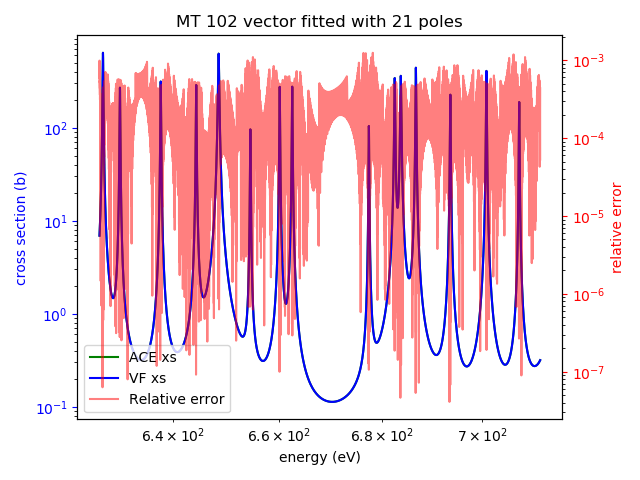 MT 102 vector fitted with 21 poles
cross section (b)
10²
10¹
10⁰
10⁻¹
10⁻³
10⁻⁴
10⁻⁵
10⁻⁶
10⁻⁷
relative error
ACE xs
VF xs
Relative error
6.4 × 10² 6.6 × 10² 6.8 × 10² 7 × 10²
energy (eV)